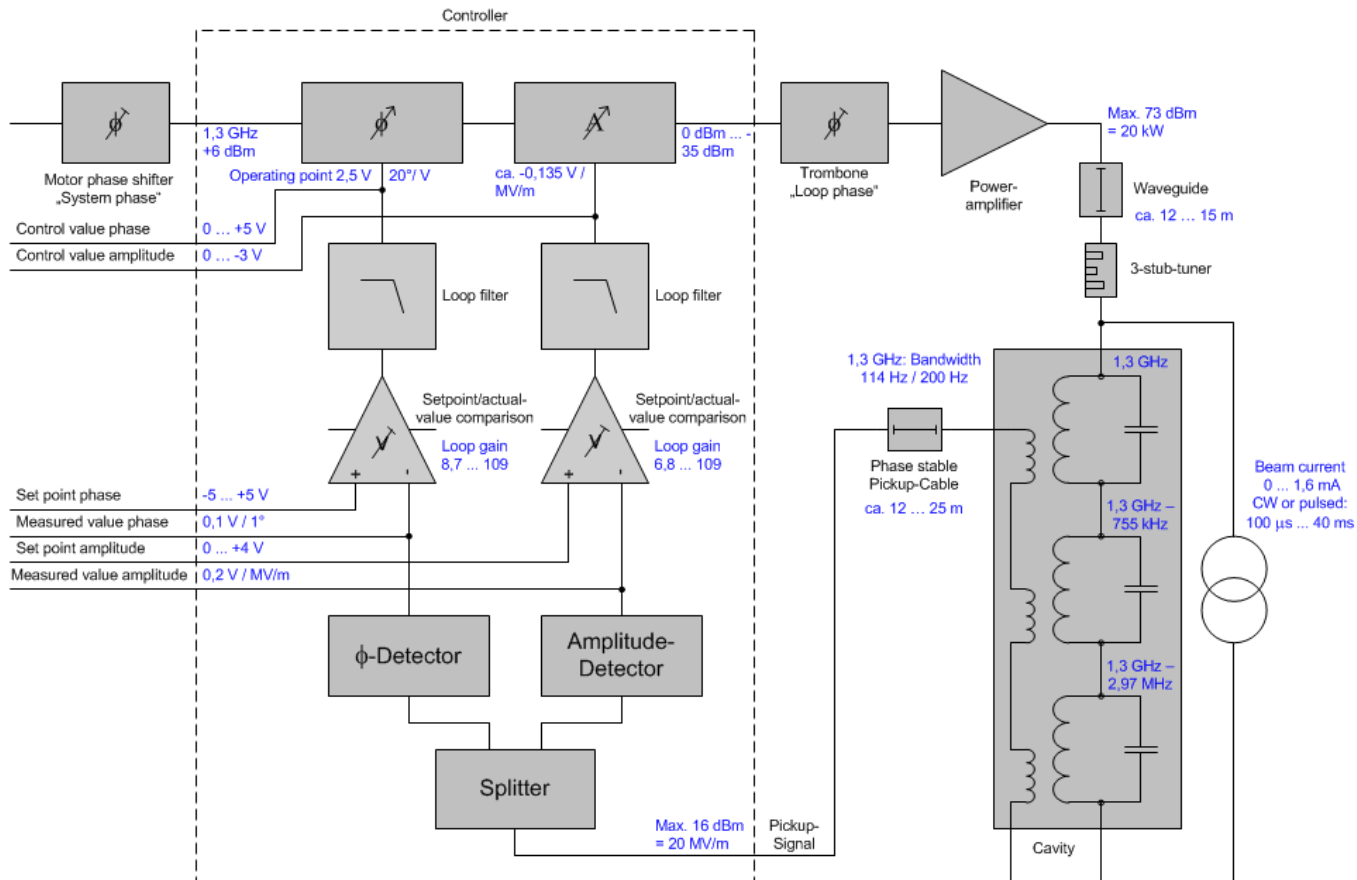 Controller
ϕ
ϕ
A
ϕ
Motor phase shifter
„System phase“
1,3 GHz
+6 dBm
Operating point 2,5 V
20°/ V
ca. -0,135 V /
MV/m
0 dBm ... -
35 dBm
Trombone
„Loop phase“
Power-
amplifier
Max. 73 dBm
= 20 kW
Waveguide
ca. 12 ... 15 m
3-stub-tuner
Control value phase
0 ... +5 V
Control value amplitude
0 ... -3 V
Loop filter
Loop filter
Setpoint/actual-
value comparison
Loop gain
8,7 ... 109
V
+
-
Setpoint/actual-
value comparison
Loop gain
6,8 ... 109
V
+
-
Set point phase
-5 ... +5 V
Measured value phase
0,1 V / 1°
Set point amplitude
0 ... +4 V
Measured value amplitude
0,2 V / MV/m
ϕ-Detector
Amplitude-
Detector
Splitter
Max. 16 dBm
= 20 MV/m
Pickup-
Signal
1,3 GHz: Bandwidth
114 Hz / 200 Hz
Phase stable
Pickup-Cable
ca. 12 ... 25 m
1,3 GHz
1,3 GHz –
755 kHz
1,3 GHz –
2,97 MHz
Cavity
Beam current
0 ... 1,6 mA
CW or pulsed:
100 µs ... 40 ms